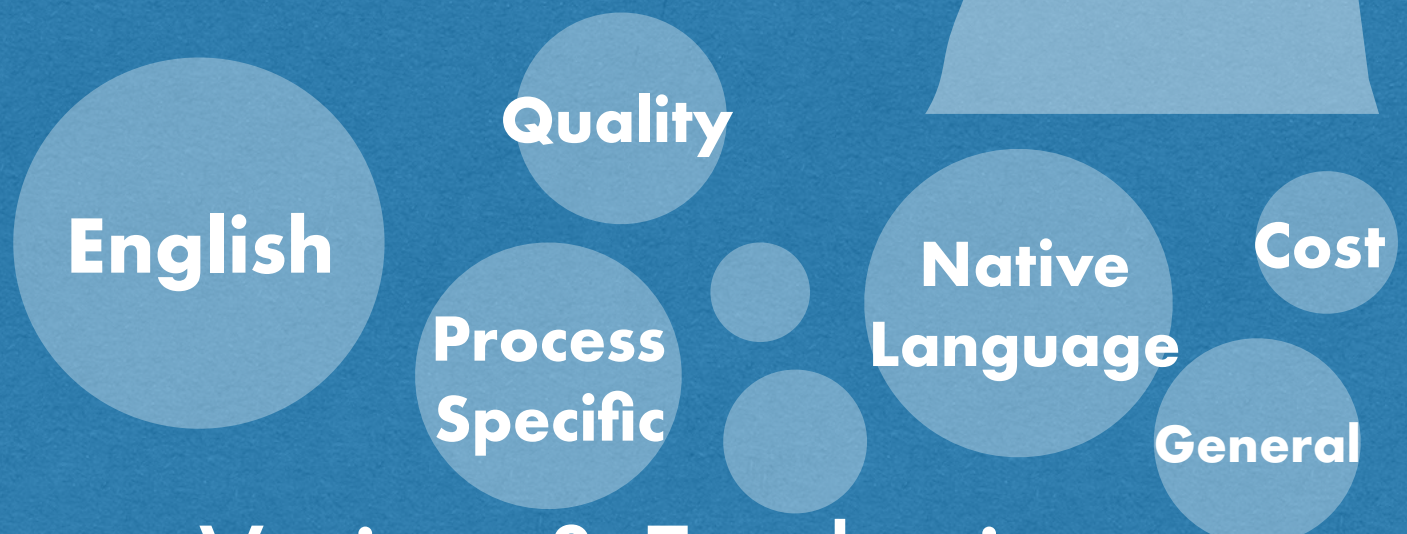 Quality
English
Cost
Native
Language
Process
Specific
General
&